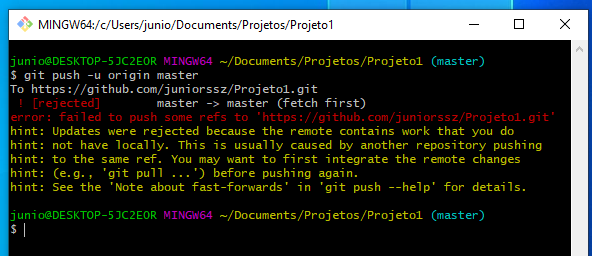 MINGW64:/c/Users/junio/Documents/Projetos/Projeto1
junio@DESKTOP-5JC2EOR MINGW64 ~/Documents/Projetos/Projeto1 (master)
$ git push -u origin master
To https://github.com/juniorssz/Projeto1.git
 ! [rejected]        master -> master (fetch first)
error: failed to push some refs to 'https://github.com/juniorssz/Projeto1.git'
hint: Updates were rejected because the remote contains work that you do
hint: not have locally. This is usually caused by another repository pushing
hint: to the same ref. You may want to first integrate the remote changes
hint: (e.g., 'git pull ...') before pushing again.
hint: See the 'Note about fast-forwards' in 'git push --help' for details.
junio@DESKTOP-5JC2EOR MINGW64 ~/Documents/Projetos/Projeto1 (master)
$